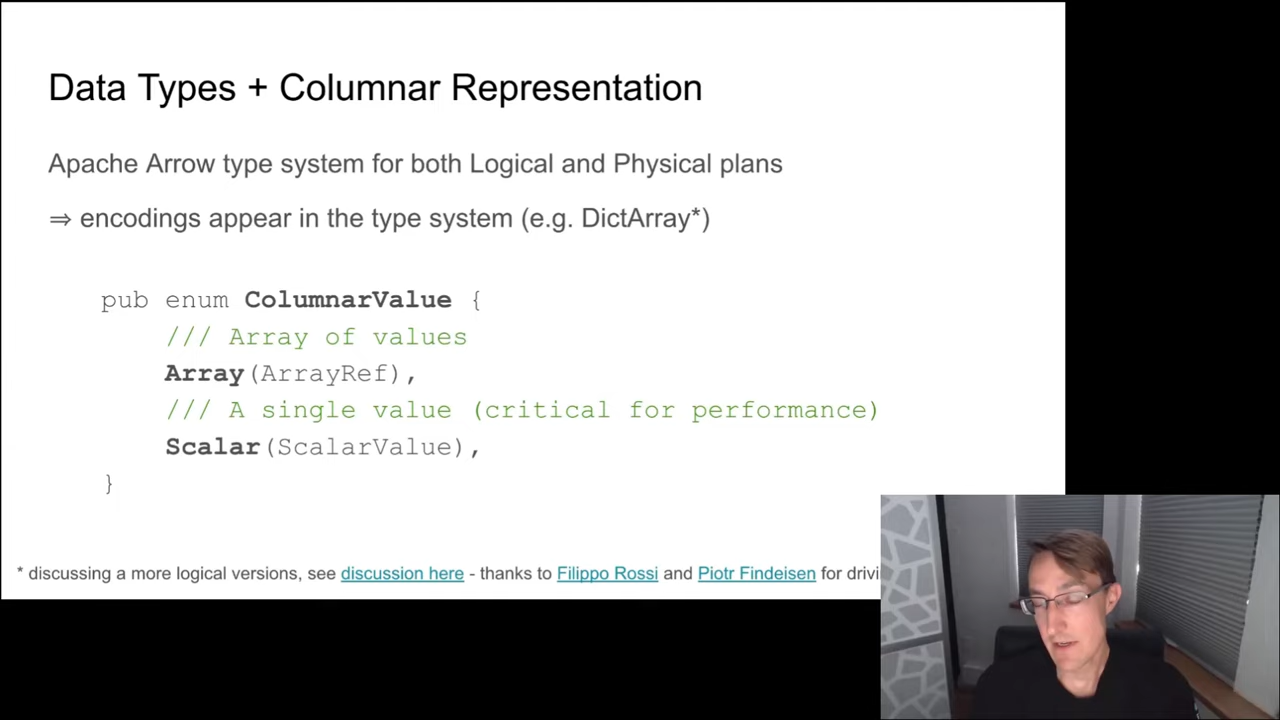 Data Types + Columnar Representation
Apache Arrow type system for both Logical and Physical plans
⇒ encodings appear in the type system (e.g. DictArray*)
pub enum ColumnarValue {
/// Array of values
Array(ArrayRef),
/// A single value (critical for performance)
Scalar(ScalarValue),
}
* discussing a more logical versions, see discussion here - thanks to Filippo Rossi and Piotr Findeisen for